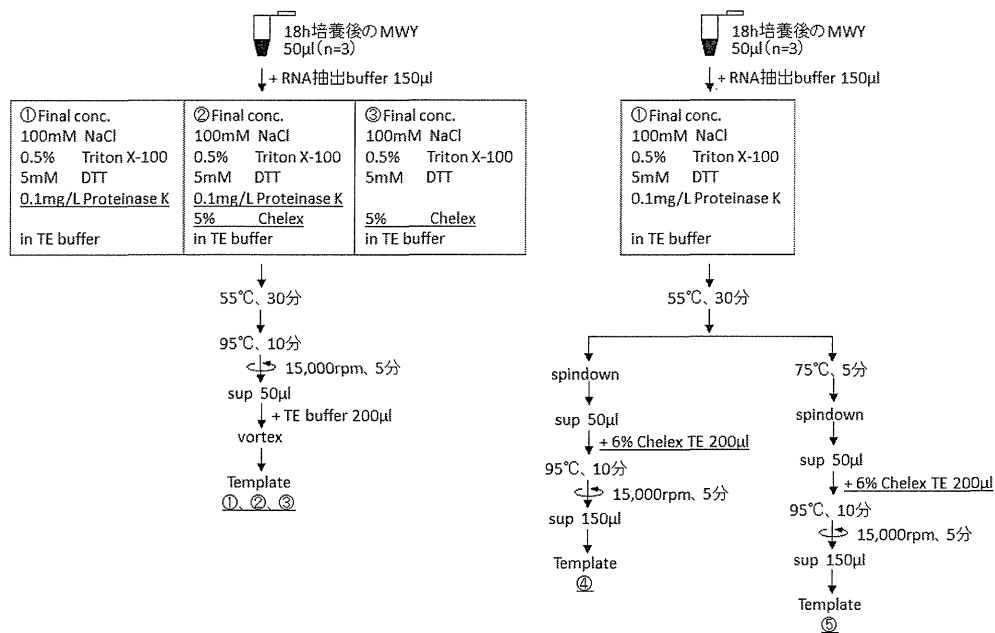 18h培養後のMWY
50μl(n=3)
+ RNA抽出buffer 150μl
①Final conc.
100mM NaCl
0.5% Triton X-100
5mM DTT
0.1mg/L Proteinase K
in TE buffer
②Final conc.
100mM NaCl
0.5% Triton X-100
5mM DTT
0.1mg/L Proteinase K
5% Chelex
in TE buffer
③Final conc.
100mM NaCl
0.5% Triton X-100
5mM DTT
5% Chelex
in TE buffer
55℃、30分
95℃、10分
15,000rpm、5分
sup 50μl
+ TE buffer 200μl
vortex
Template
①、②、③
18h培養後のMWY
50μl(n=3)
+ RNA抽出buffer 150μl
①Final conc.
100mM NaCl
0.5% Triton X-100
5mM DTT
0.1mg/L Proteinase K
in TE buffer
55℃、30分
spindown
sup 50μl
+ 6% Chelex TE 200μl
95℃、10分
15,000rpm、5分
sup 150μl
Template
④
75℃、5分
spindown
sup 50μl
+ 6% Chelex TE 200μl
95℃、10分
15,000rpm、5分
sup 150μl
Template
⑤